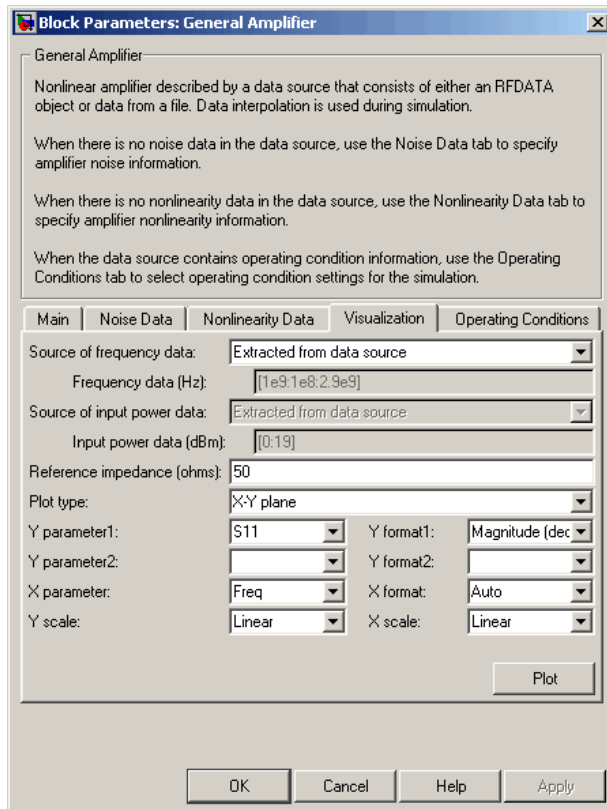 Block Parameters: General Amplifier
General Amplifier
Nonlinear amplifier described by a data source that consists of either an RFDATA
object or data from a file. Data interpolation is used during simulation.
When there is no noise data in the data source, use the Noise Data tab to specify
amplifier noise information.
When there is no nonlinearity data in the data source, use the Nonlinearity Data tab to
specify amplifier nonlinearity information.
When the data source contains operating condition information, use the Operating
Conditions tab to select operating condition settings for the simulation.
Main Noise Data Nonlinearity Data Visualization Operating Conditions
Source of frequency data: Extracted from data source
Frequency data (Hz): [1e9:1e8:2.9e9]
Source of input power data: Extracted from data source
Input power data (dBm): [0:19]
Reference impedance (ohms): 50
Plot type: X-Y plane
Y parameter1: S11 Y format1: Magnitude (dec
Y parameter2: Y format2:
X parameter: Freq X format: Auto
Y scale: Linear X scale: Linear
Plot
OK Cancel Help Apply